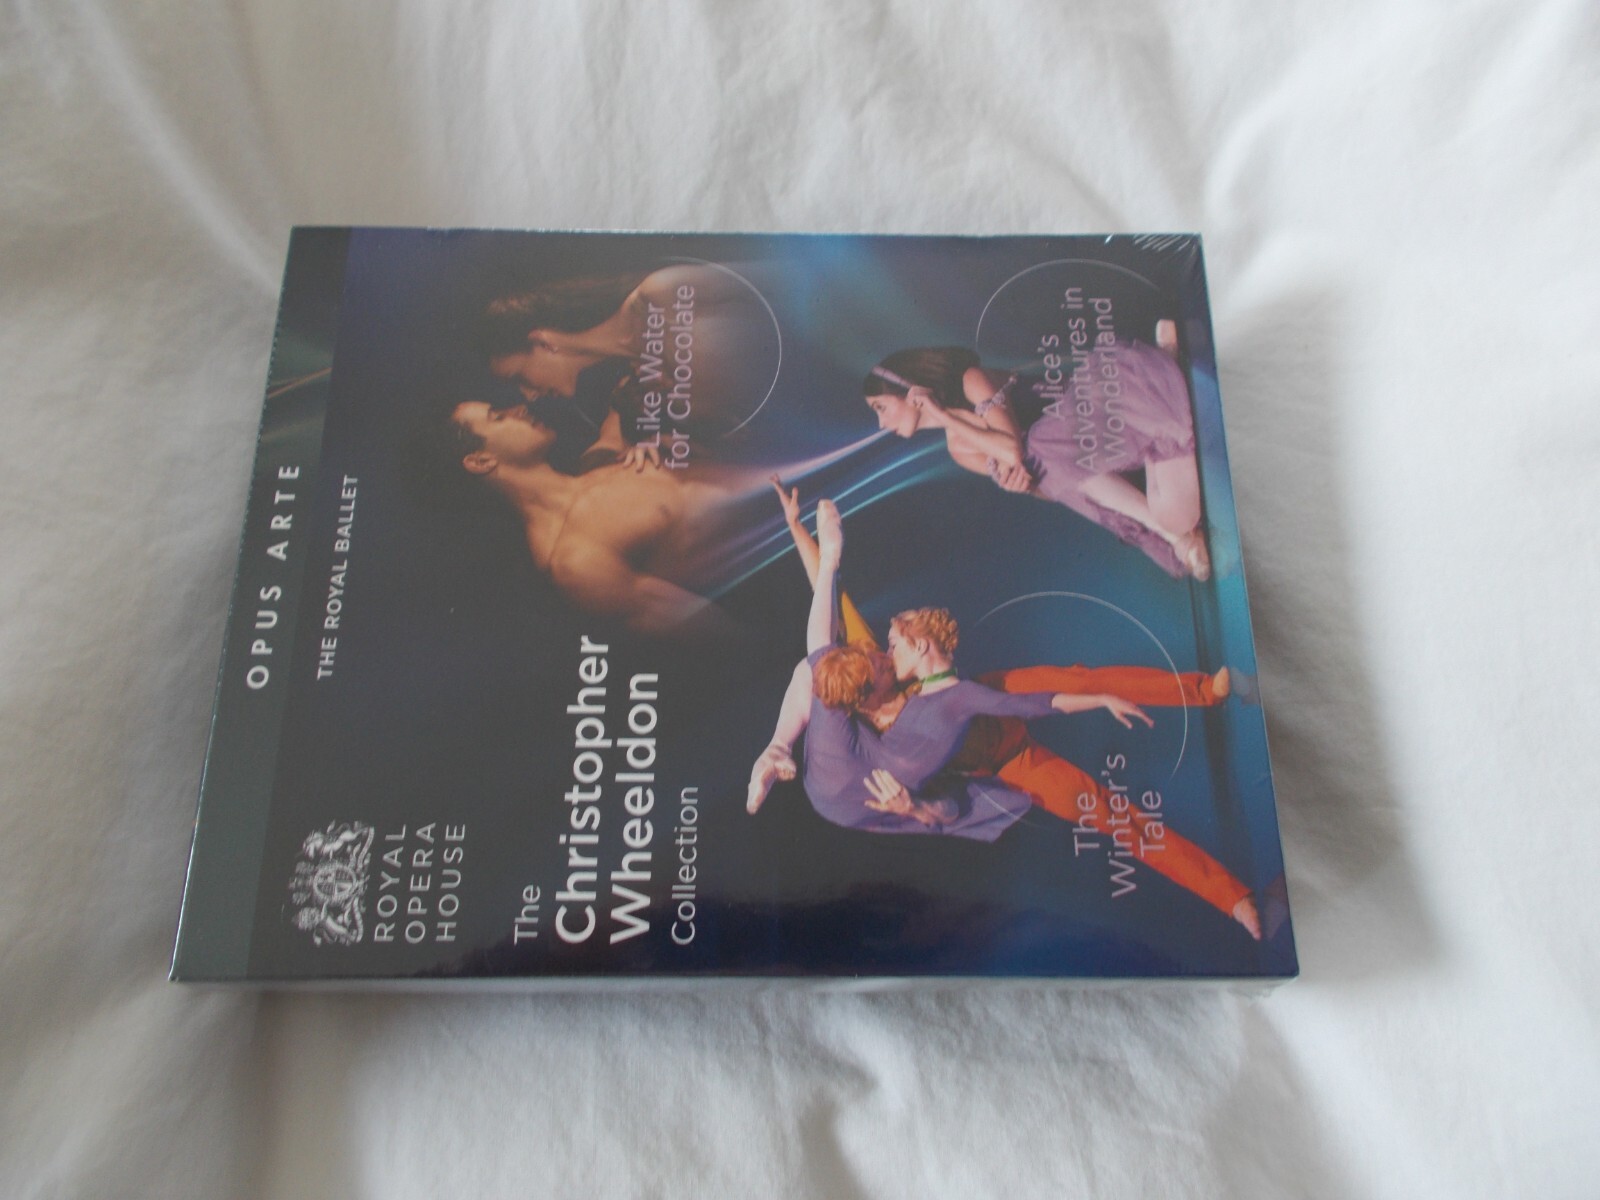 OPUS ARTE
ROYAL
OPERA
HOUSE
THE ROYAL BALLET
The
Christopher
Wheeldon
Collection
Like Water
for Chocolate
The
Winter's
Tale
Alice's
Adventures in
Wonderland